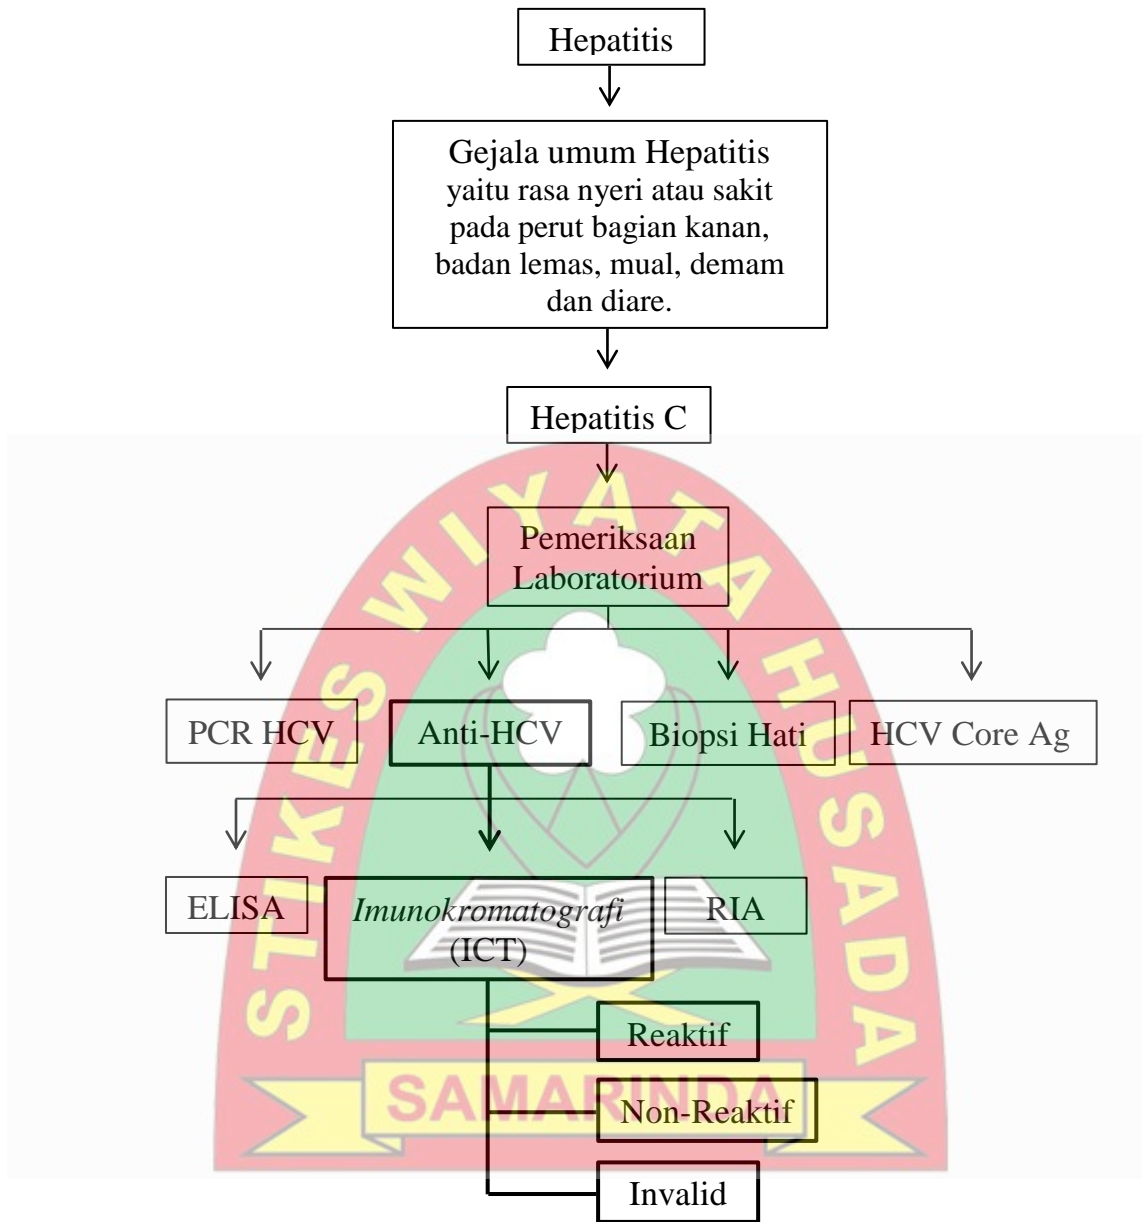 Hepatitis
Gejala umum Hepatitis
yaitu rasa nyeri atau sakit
pada perut bagian kanan,
badan lemas, mual, demam
dan diare.
Hepatitis C
Pemeriksaan
Laboratorium
PCR HCV
Anti-HCV
Biopsi Hati
HCV Core Ag
ELISA
Imunokromatografi
(ICT)
RIA
Reaktif
Non-Reaktif
Invalid
STIKES WIYATA HUSADA
SAMARINDA